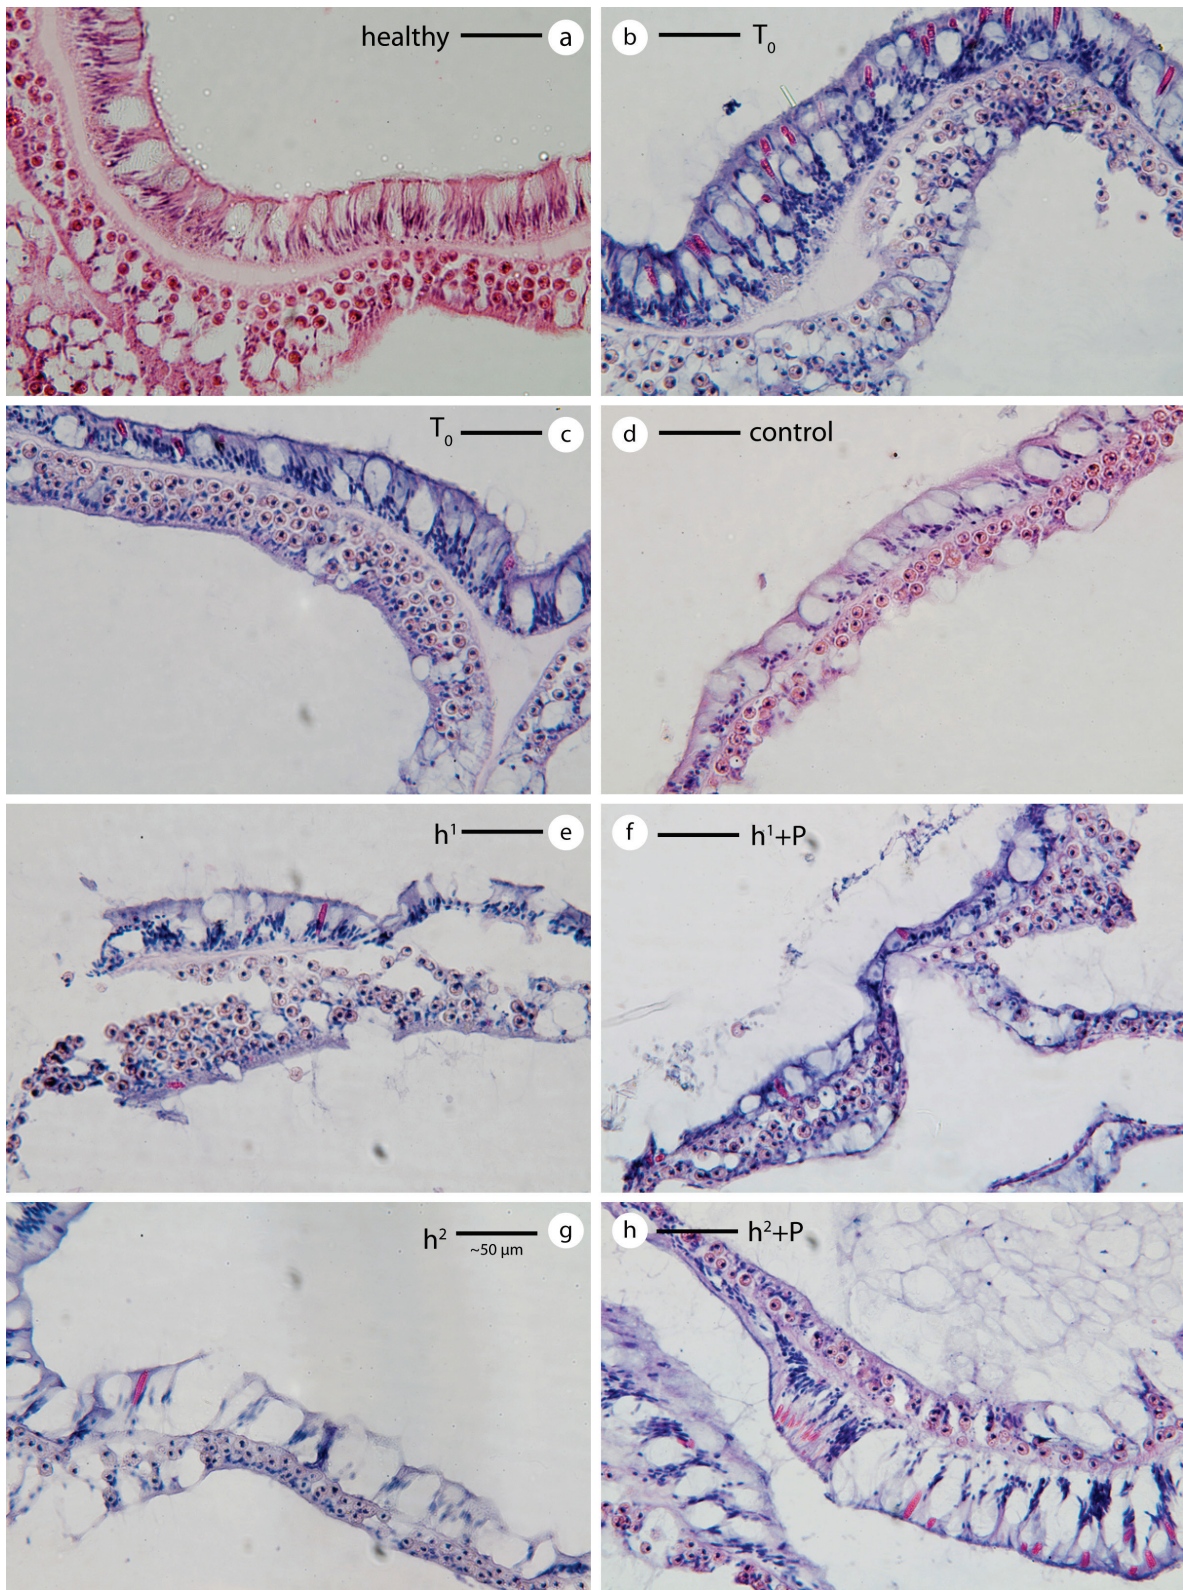 healthy a
b T₀
T₀ c
d control
h¹ e
f h¹+P
h² g
~50 μm
h h²+P